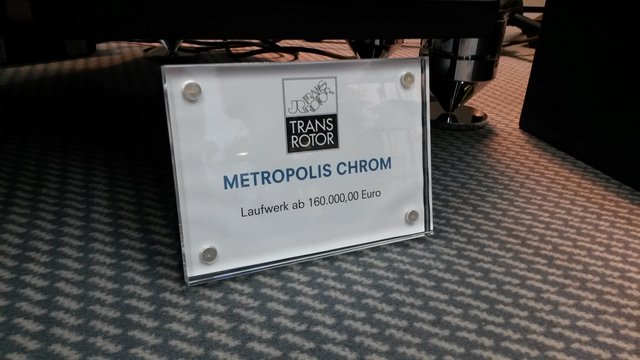 TRANS
ROTOR
METROPOLIS CHROM
Laufwerk ab 160.000,00 Euro